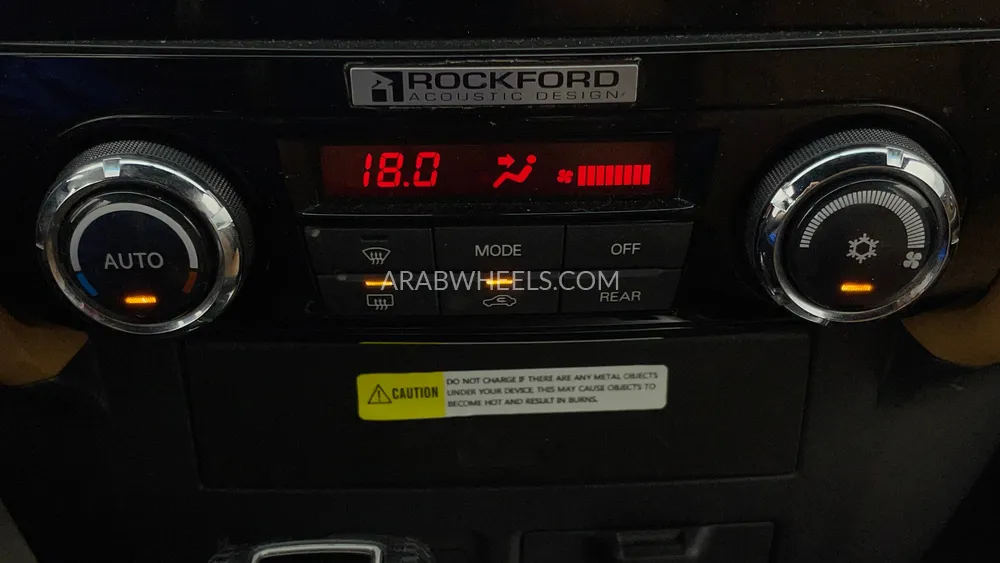 ROCKFORD
ACOUSTIC DESIGN
18.0
AUTO
MODE
OFF
ARABWHEELS.COM
REAR
CAUTION
DO NOT CHARGE IF THERE ARE ANY METAL OBJECTS
UNDER YOUR DEVICE. THIS MAY CAUSE OBJECTS TO
BECOME HOT AND RESULT IN BURNS.